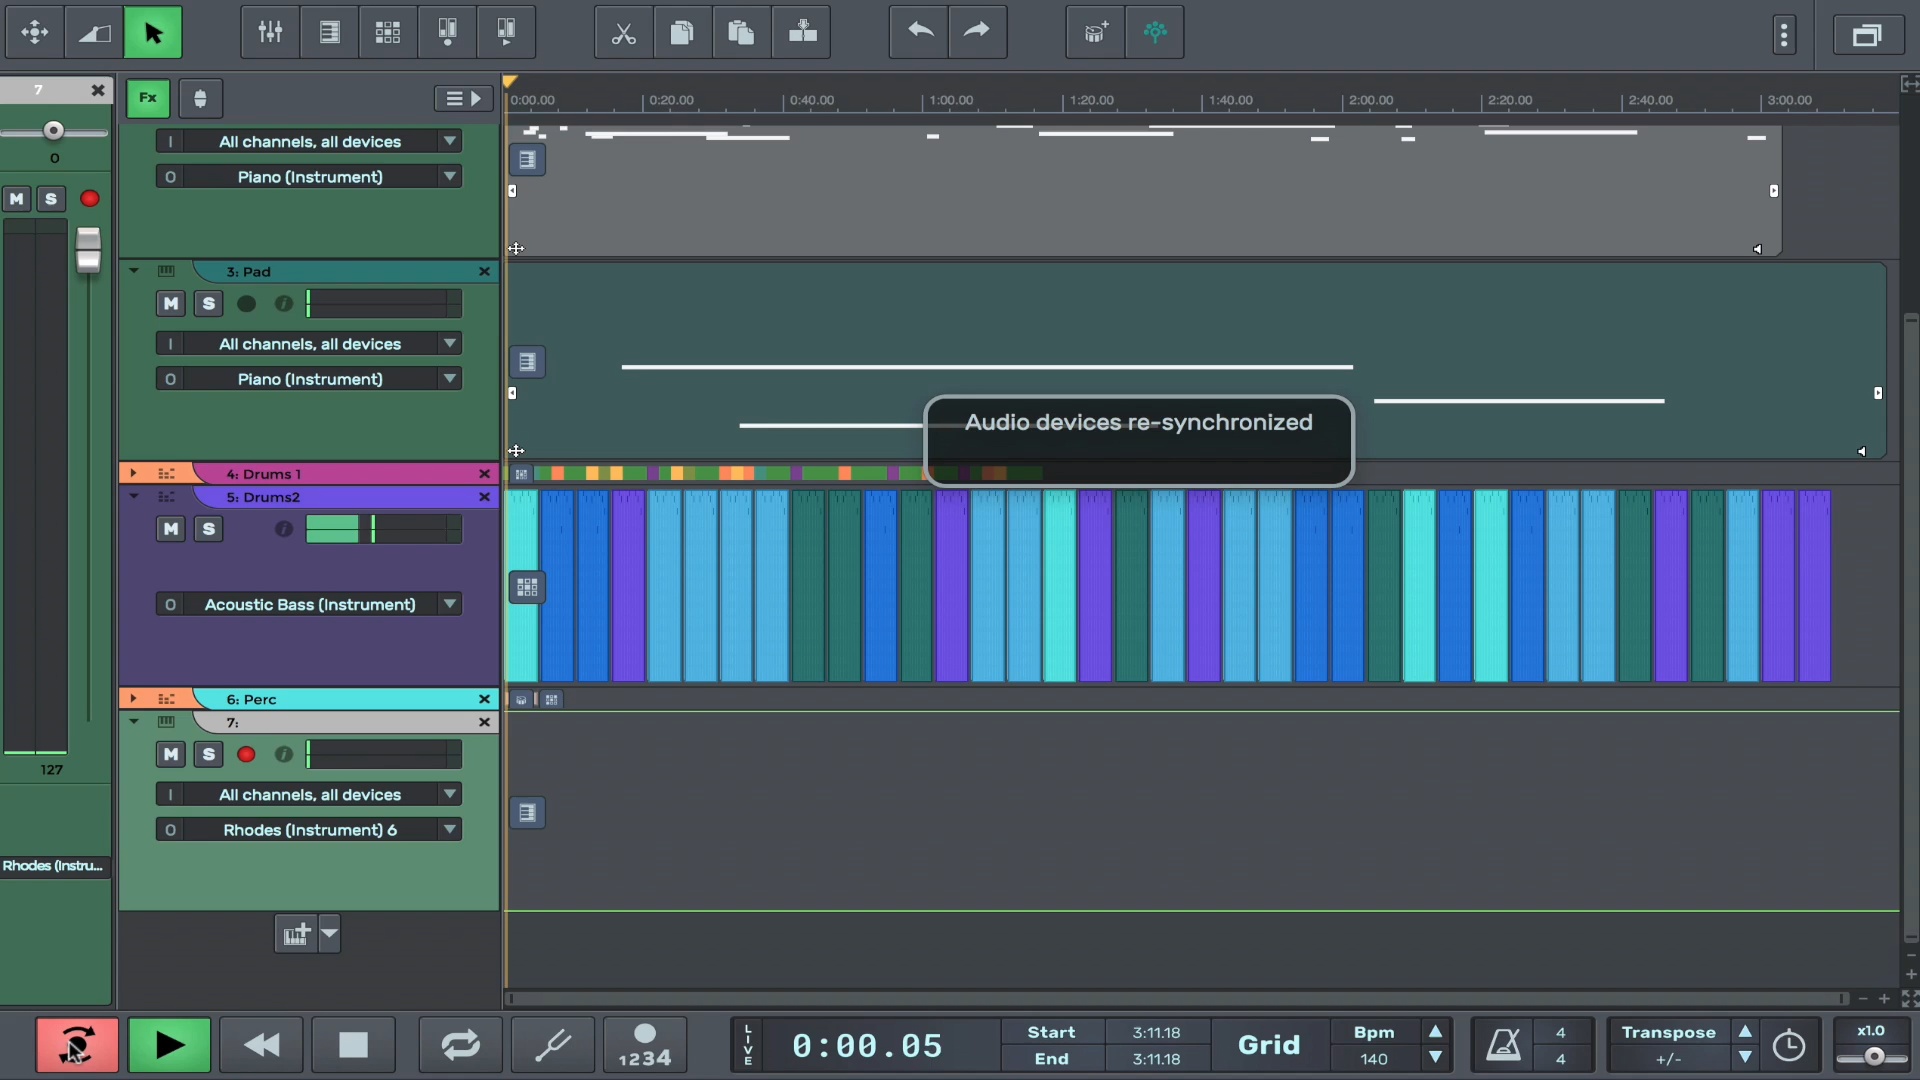 7
Fx
0:00.00
0:20.00
0:40.00
1:00.00
1:20.00
1:40.00
2:00.00
2:20.00
2:40.00
3:00.00
0
M S
I All channels, all devices
O Piano (Instrument)
3: Pad
M S i
I All channels, all devices
O Piano (Instrument)
Audio devices re-synchronized
4: Drums 1
5: Drums2
M S i
O Acoustic Bass (Instrument)
6: Perc
7:
M S i
127
I All channels, all devices
O Rhodes (Instrument) 6
Rhodes (Instru...
1234
LIVE
0:00.05
Start 3:11.18
End 3:11.18
Grid
Bpm
140
4
4
Transpose
+/-
x1.0